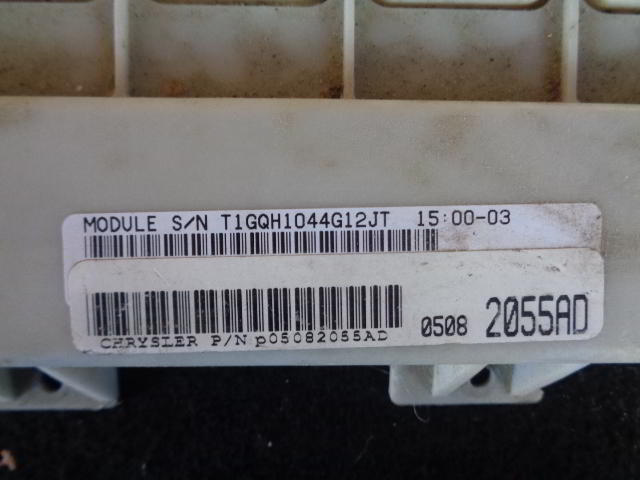 MODULE S/N T1GQH1044G12JT 15:00-03
0508 2055AD
CHRYSLER P/N p05082055AD